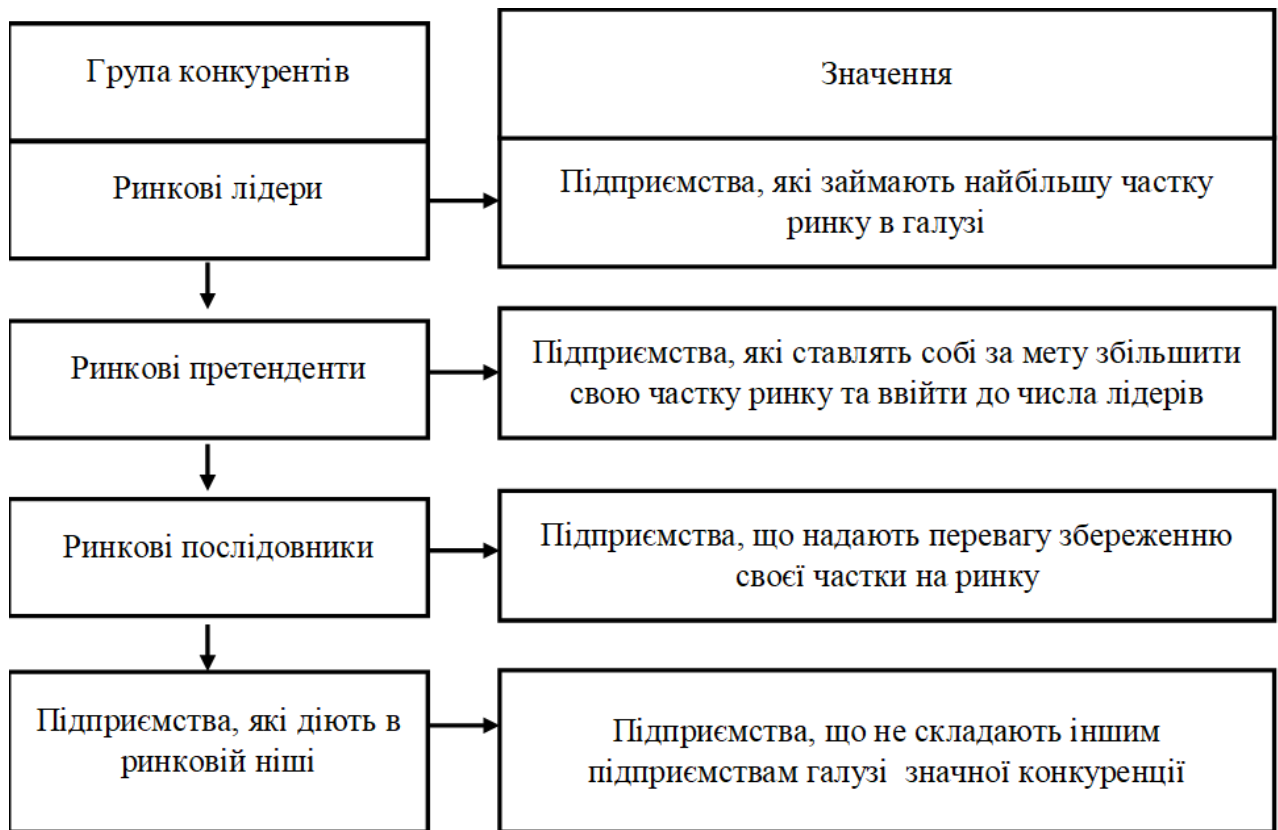 Група конкурентів
Значення
Ринкові лідери
Підприємства, які займають найбільшу частку
ринку в галузі
Ринкові претенденти
Підприємства, які ставлять собі за мету збільшити
свою частку ринку та ввійти до числа лідерів
Ринкові послідовники
Підприємства, що надають перевагу збереженню
своєї частки на ринку
Підприємства, які діють в
ринковій ніші
Підприємства, що не складають іншим
підприємствам галузі  значної конкуренції